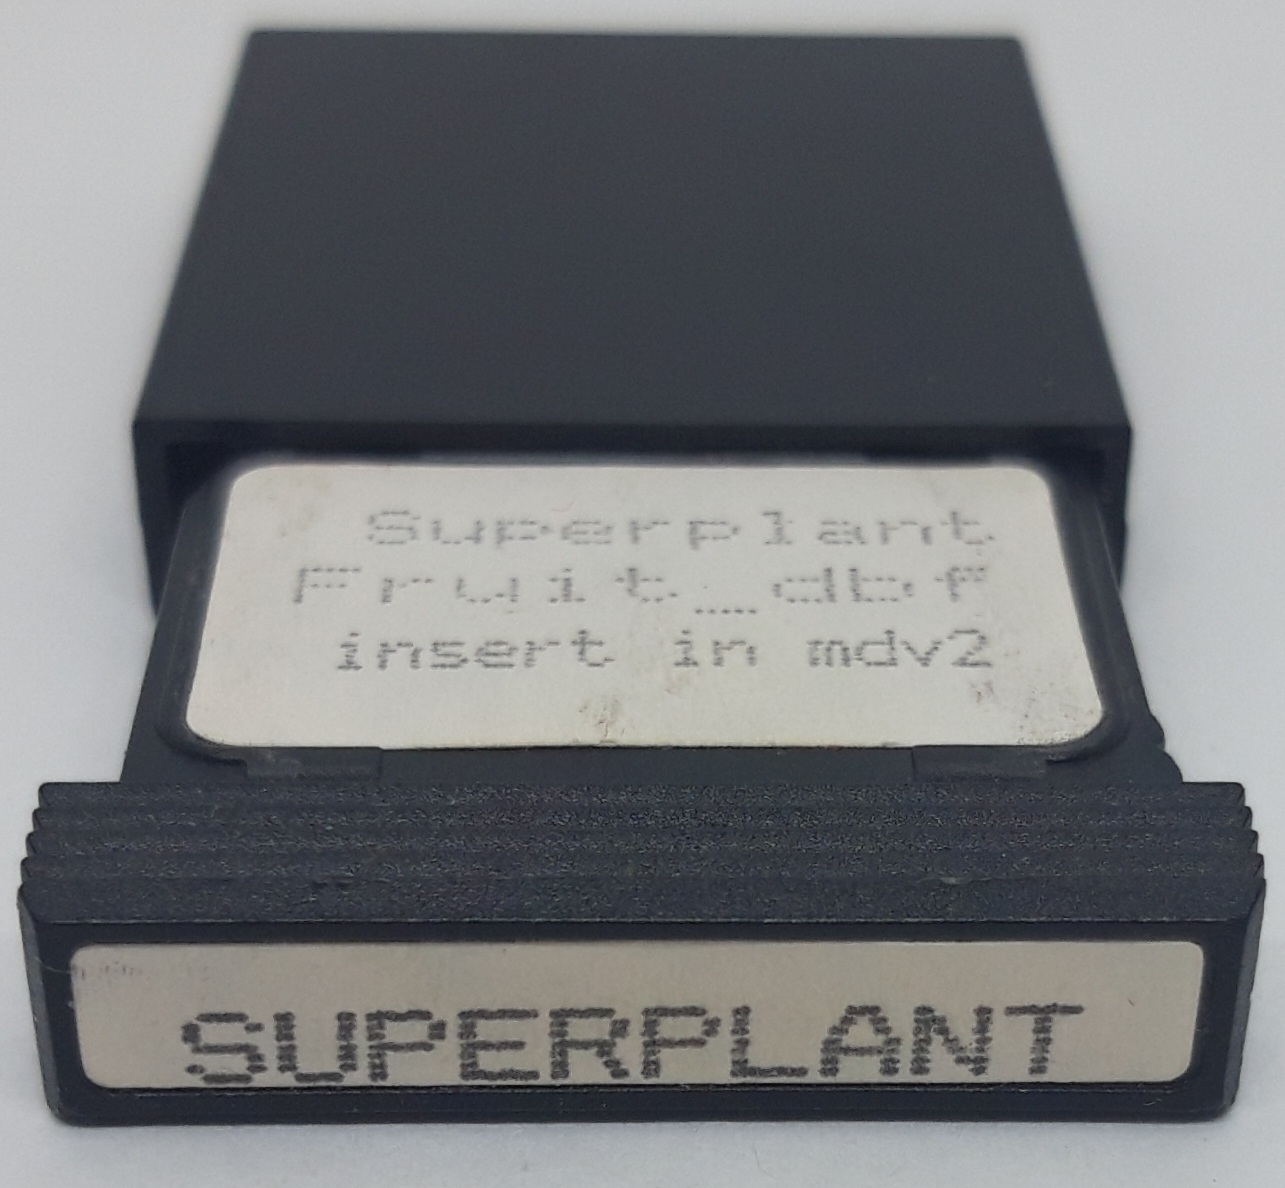 Superplant
Fruit_dbf
insert in mdv2
SUPERPLANT